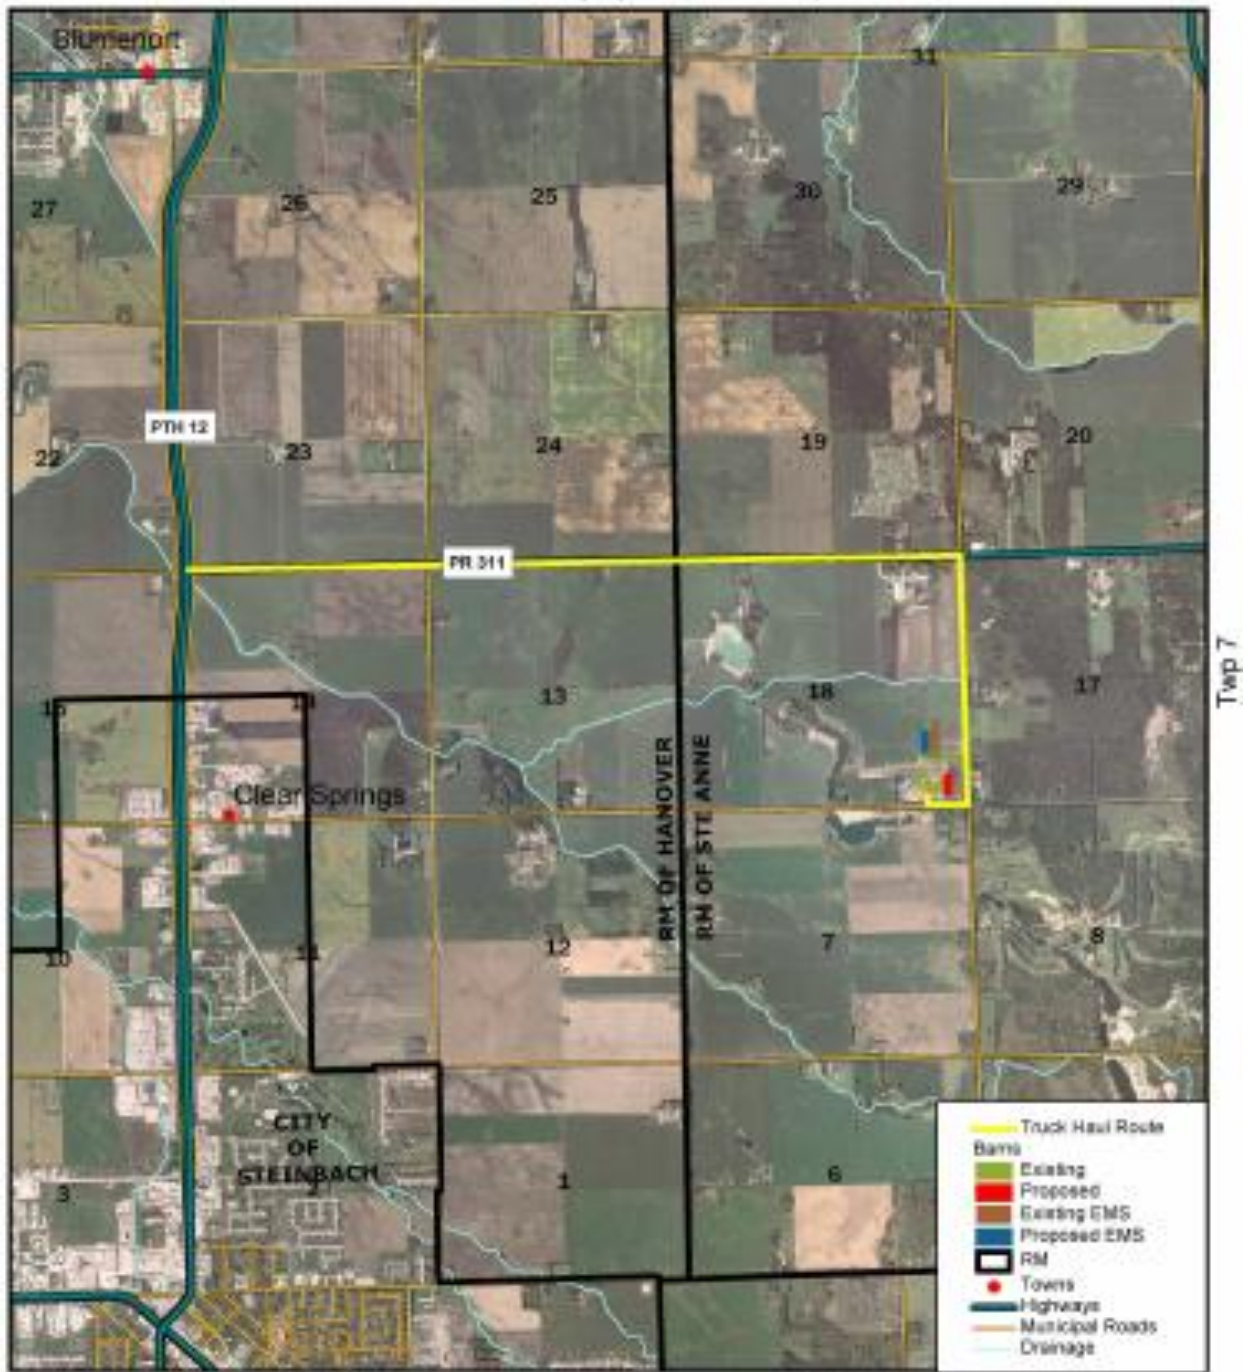 Blumenort
31
27
26
25
30
29
PTH 12
22
23
24
19
20
PR 311
Twp 7
13
18
17
Clear Springs
RM OF HANOVER
RM OF STE ANNE
10
11
12
7
8
CITY
OF
STEINBACH
3
2
1
6
Truck Haul Route
Barns
Existing
Proposed
Existing EMS
Proposed EMS
RM
Towns
Highways
Municipal Roads
Drainage